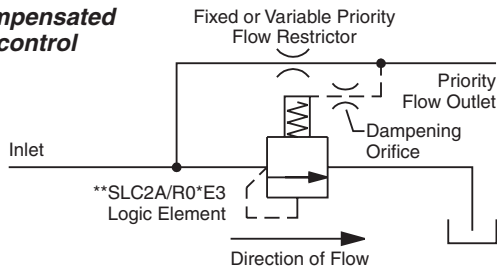 mpensated
control
Fixed or Variable Priority
Flow Restrictor
Priority
Flow Outlet
Dampening
Orifice
Inlet
**SLC2A/R0*E3
Logic Element
Direction of Flow